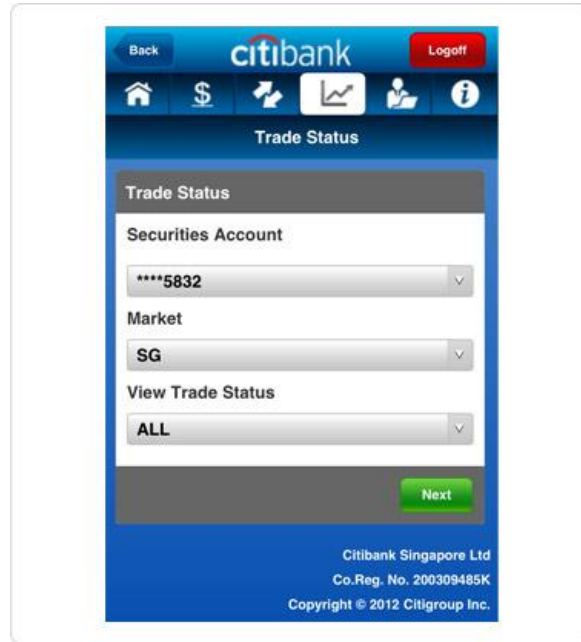 Back
citibank
Logoff
Trade Status
Trade Status
Securities Account
****5832
Market
SG
View Trade Status
ALL
Next
Citibank Singapore Ltd
Co.Reg. No. 200309485K
Copyright © 2012 Citigroup Inc.